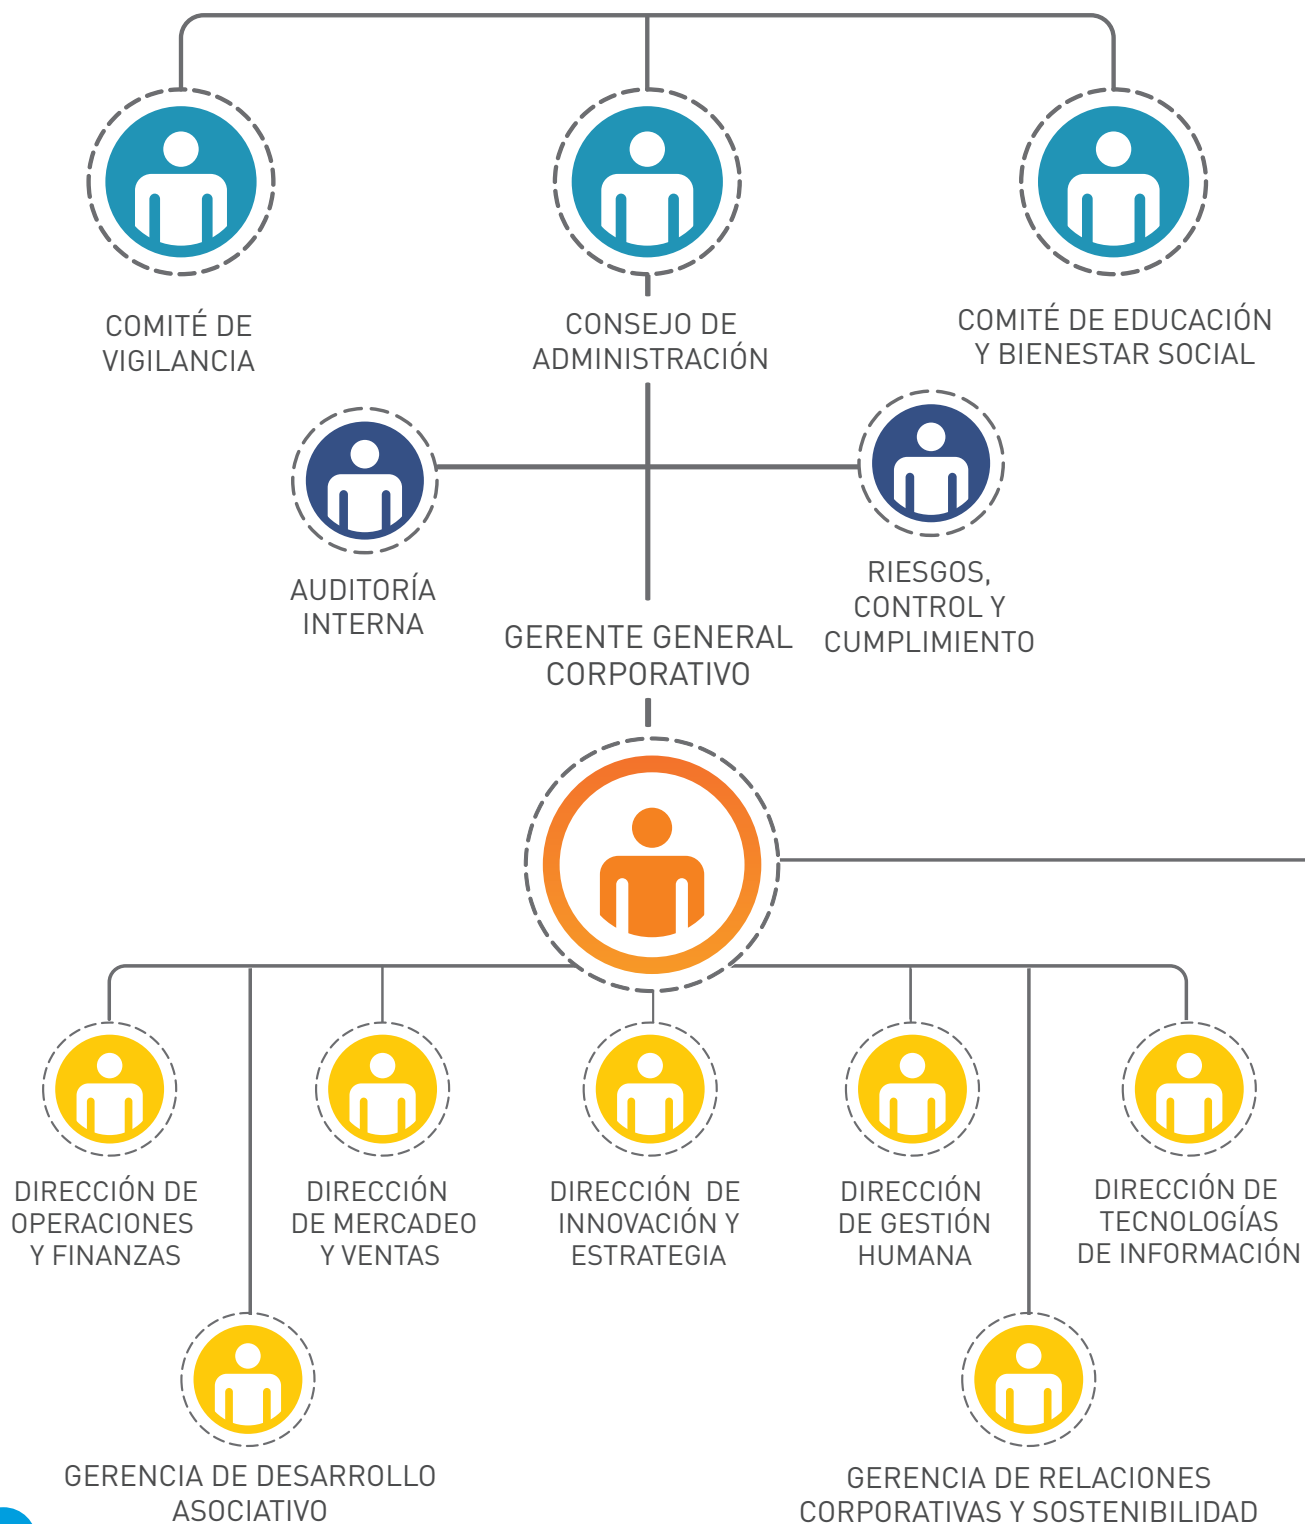 COMITÉ DE
VIGILANCIA
CONSEJO DE
ADMINISTRACIÓN
COMITÉ DE EDUCACIÓN
Y BIENESTAR SOCIAL
AUDITORÍA
INTERNA
RIESGOS,
CONTROL Y
CUMPLIMIENTO
GERENTE GENERAL
CORPORATIVO
DIRECCIÓN DE
OPERACIONES
Y FINANZAS
DIRECCIÓN
DE MERCADEO
Y VENTAS
DIRECCIÓN DE
INNOVACIÓN Y
ESTRATEGIA
DIRECCIÓN
DE GESTIÓN
HUMANA
DIRECCIÓN DE
TECNOLOGÍAS
DE INFORMACIÓN
GERENCIA DE DESARROLLO
ASOCIATIVO
GERENCIA DE RELACIONES
CORPORATIVAS Y SOSTENIBILIDAD